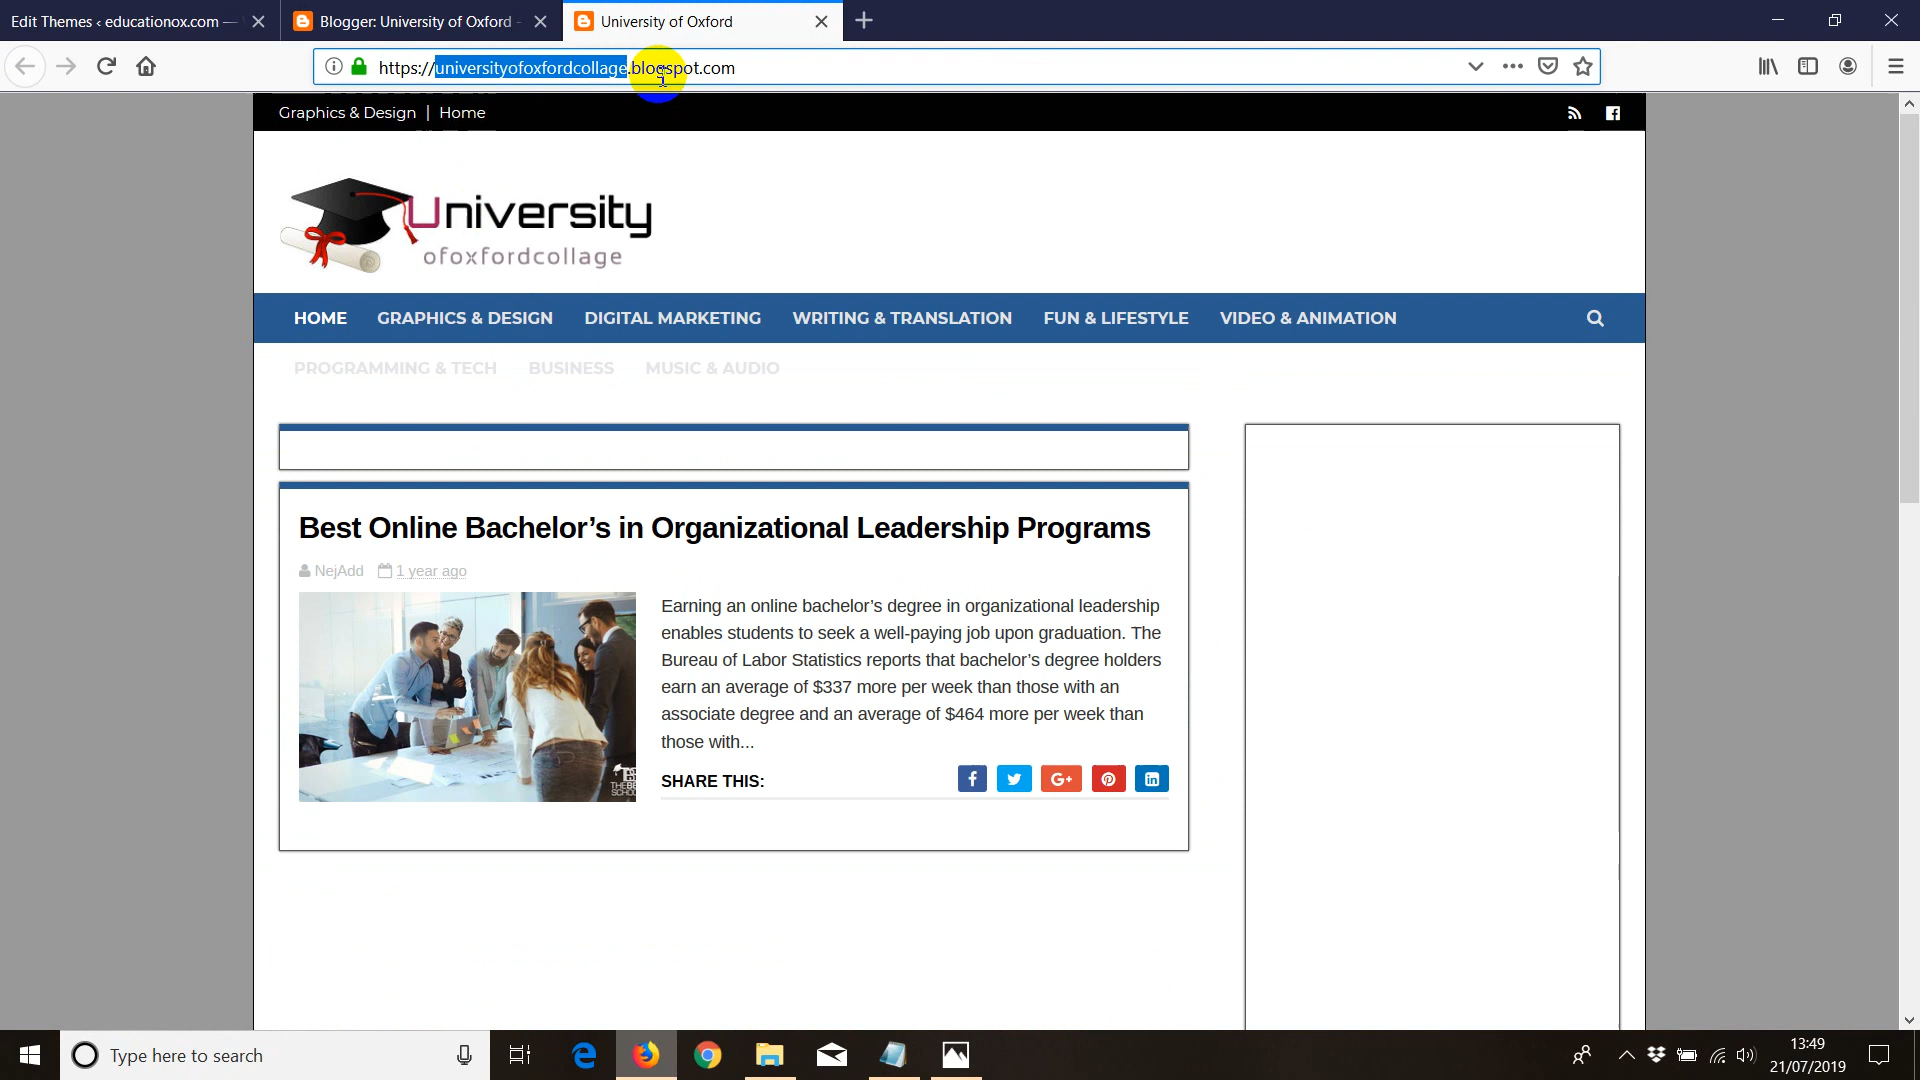 Edit Themes ‹ educationox.com —
Blogger: University of Oxford -
University of Oxford
https://universityofoxfordcollage.blogspot.com
Graphics & Design | Home
University
ofoxfordcollage
HOME GRAPHICS & DESIGN DIGITAL MARKETING WRITING & TRANSLATION FUN & LIFESTYLE VIDEO & ANIMATION
PROGRAMMING & TECH BUSINESS MUSIC & AUDIO
Best Online Bachelor’s in Organizational Leadership Programs
NejAdd 1 year ago
Earning an online bachelor’s degree in organizational leadership
enables students to seek a well-paying job upon graduation. The
Bureau of Labor Statistics reports that bachelor’s degree holders
earn an average of $337 more per week than those with an
associate degree and an average of $464 more per week than
those with...
SHARE THIS:
Type here to search
13:49
21/07/2019